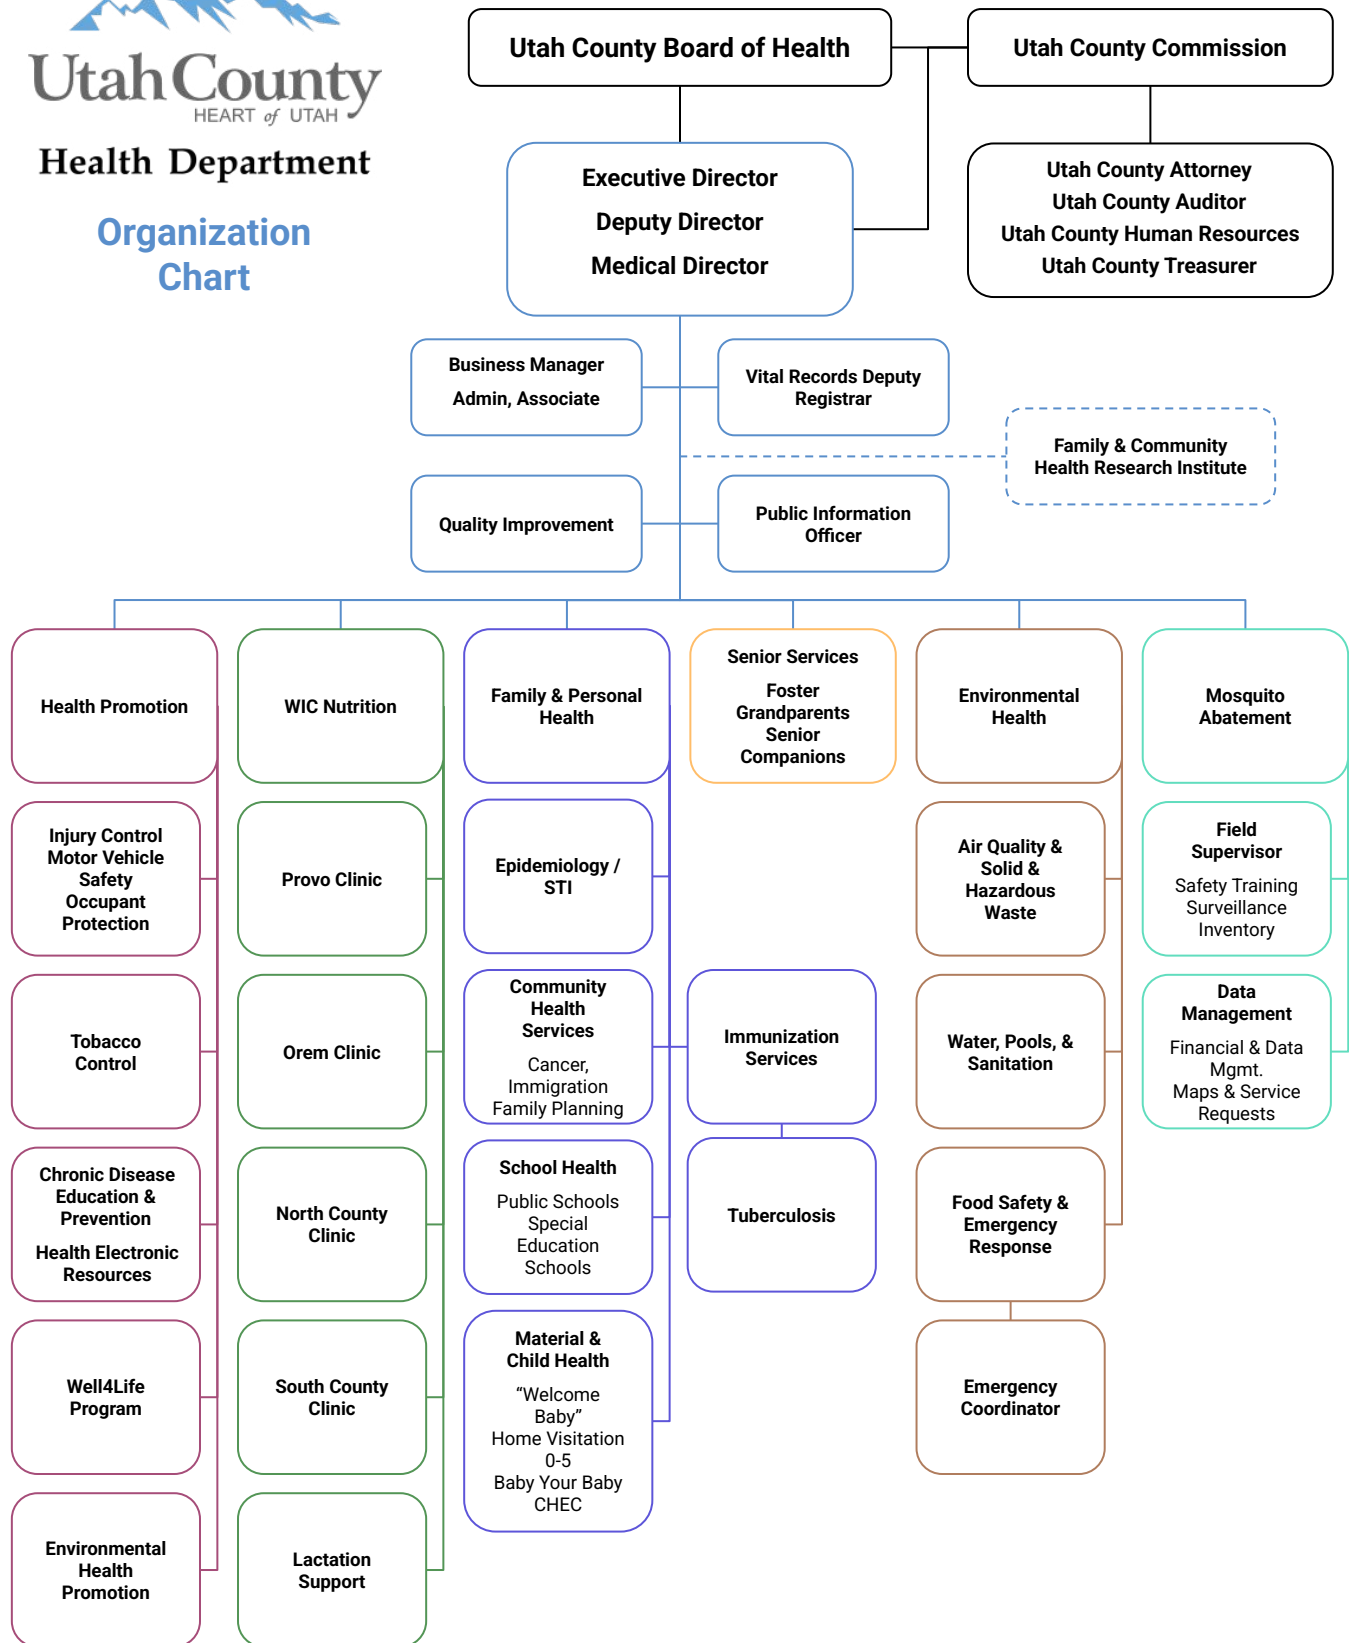 Utah County
HEART of UTAH
Health Department
Organization
Chart
Utah County Board of Health
Utah County Commission
Executive Director
Deputy Director
Medical Director
Utah County Attorney
Utah County Auditor
Utah County Human Resources
Utah County Treasurer
Business Manager
Admin, Associate
Vital Records Deputy
Registrar
Family & Community
Health Research Institute
Quality Improvement
Public Information
Officer
Health Promotion
Injury Control
Motor Vehicle
Safety
Occupant
Protection
Tobacco
Control
Chronic Disease
Education &
Prevention
Health Electronic
Resources
Well4Life
Program
Environmental
Health
Promotion
WIC Nutrition
Provo Clinic
Orem Clinic
North County
Clinic
South County
Clinic
Lactation
Support
Family & Personal
Health
Epidemiology /
STI
Community
Health
Services
Cancer,
Immigration
Family Planning
School Health
Public Schools
Special
Education
Schools
Material &
Child Health
“Welcome
Baby”
Home Visitation
0-5
Baby Your Baby
CHEC
Immunization
Services
Tuberculosis
Senior Services
Foster
Grandparents
Senior
Companions
Environmental
Health
Air Quality &
Solid &
Hazardous
Waste
Water, Pools, &
Sanitation
Food Safety &
Emergency
Response
Emergency
Coordinator
Mosquito
Abatement
Field
Supervisor
Safety Training
Surveillance
Inventory
Data
Management
Financial & Data
Mgmt.
Maps & Service
Requests